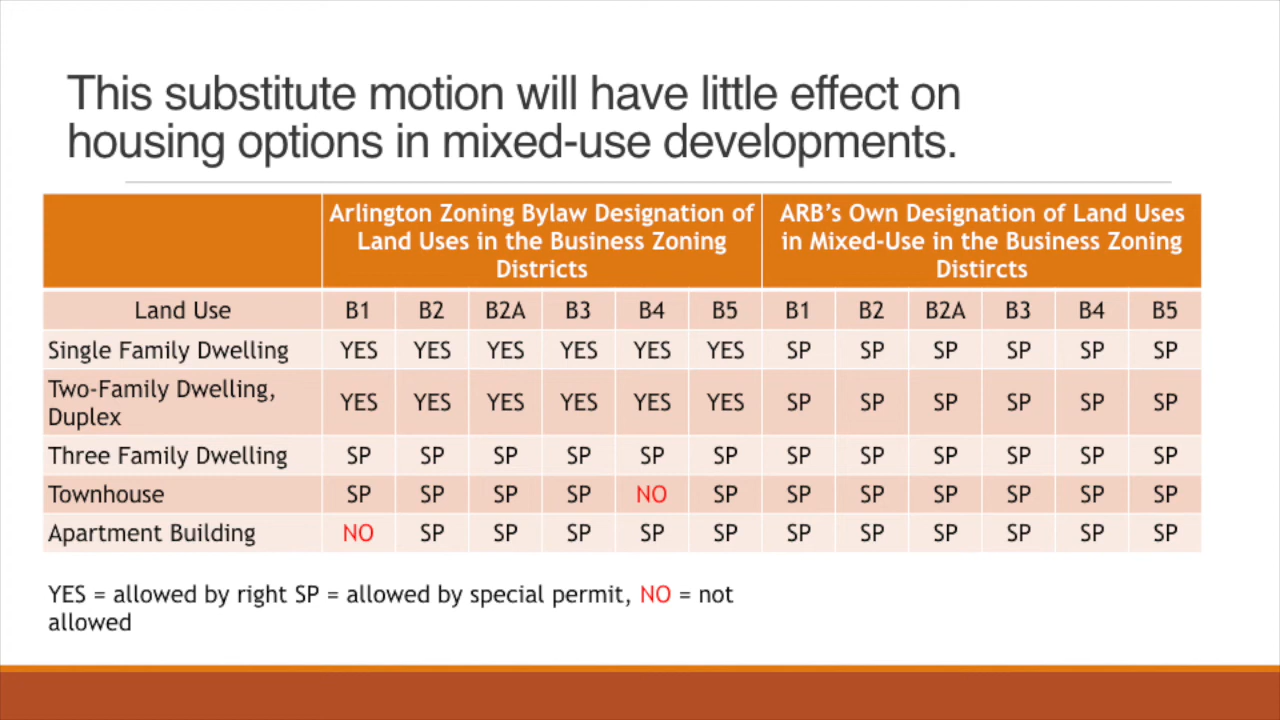 This substitute motion will have little effect on
housing options in mixed-use developments.
Arlington Zoning Bylaw Designation of
Land Uses in the Business Zoning
Districts
ARB's Own Designation of Land Uses
in Mixed-Use in the Business Zoning
Distircts
Land Use B1 B2 B2A B3 B4 B5 B1 B2 B2A B3 B4 B5
Single Family Dwelling YES YES YES YES YES YES SP SP SP SP SP SP
Two-Family Dwelling,
Duplex YES YES YES YES YES YES SP SP SP SP SP SP
Three Family Dwelling SP SP SP SP SP SP SP SP SP SP SP SP
Townhouse SP SP SP SP NO SP SP SP SP SP SP SP
Apartment Building NO SP SP SP SP SP SP SP SP SP SP SP
YES = allowed by right SP = allowed by special permit, NO = not
allowed